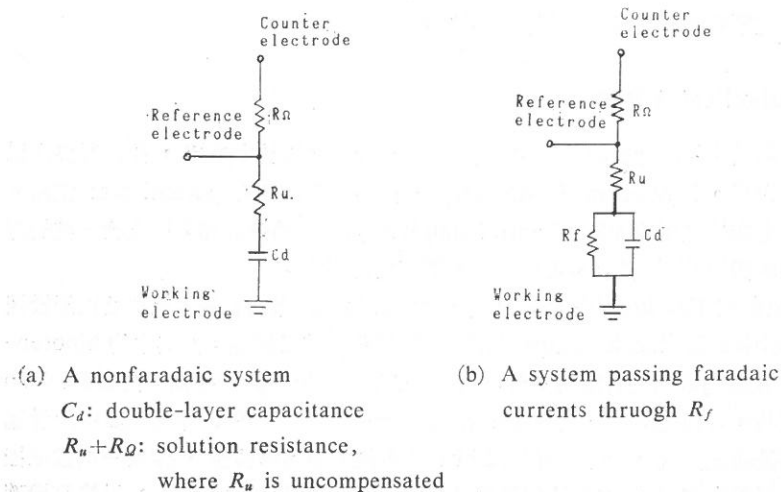 Counter
electrode
RΩ
Reference
electrode
Ru.
Cd
Working
electrode
(a) A nonfaradaic system
Cd: double-layer capacitance
Ru+RΩ: solution resistance,
where Ru is uncompensated
Counter
electrode
RΩ
Reference
electrode
Ru
Rf
Cd
Working
electrode
(b) A system passing faradaic
currents thruogh Rf